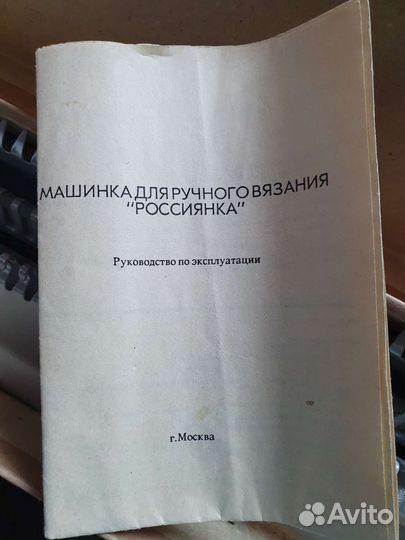 МАШИНКА ДЛЯ РУЧНОГО ВЯЗАНИЯ
"РОССИЯНКА"
Руководство по эксплуатации
г.Москва
Avito